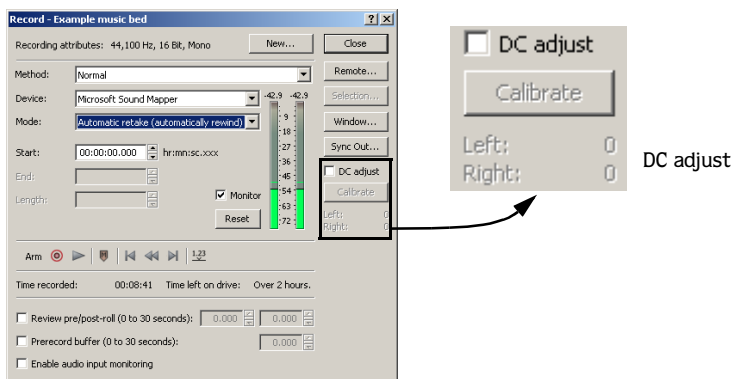 Record - Example music bed
Recording attributes: 44,100 Hz, 16 Bit, Mono
New...
Close
Method: Normal
Remote...
Device: Microsoft Sound Mapper
-42.9 -42.9
Selection...
Mode: Automatic retake (automatically rewind)
Window...
Start: 00:00:00.000 hr:mn:sc.xxx
Sync Out...
End:
Length:
Monitor
Reset
9
18
27
36
45
54
63
72
DC adjust
Calibrate
Left: 0
Right: 0
Arm
1.23
Time recorded: 00:08:41 Time left on drive: Over 2 hours.
Review pre/post-roll (0 to 30 seconds): 0.000 0.000
Prerecord buffer (0 to 30 seconds): 0.000
Enable audio input monitoring
DC adjust
Calibrate
Left: 0
Right: 0
DC adjust